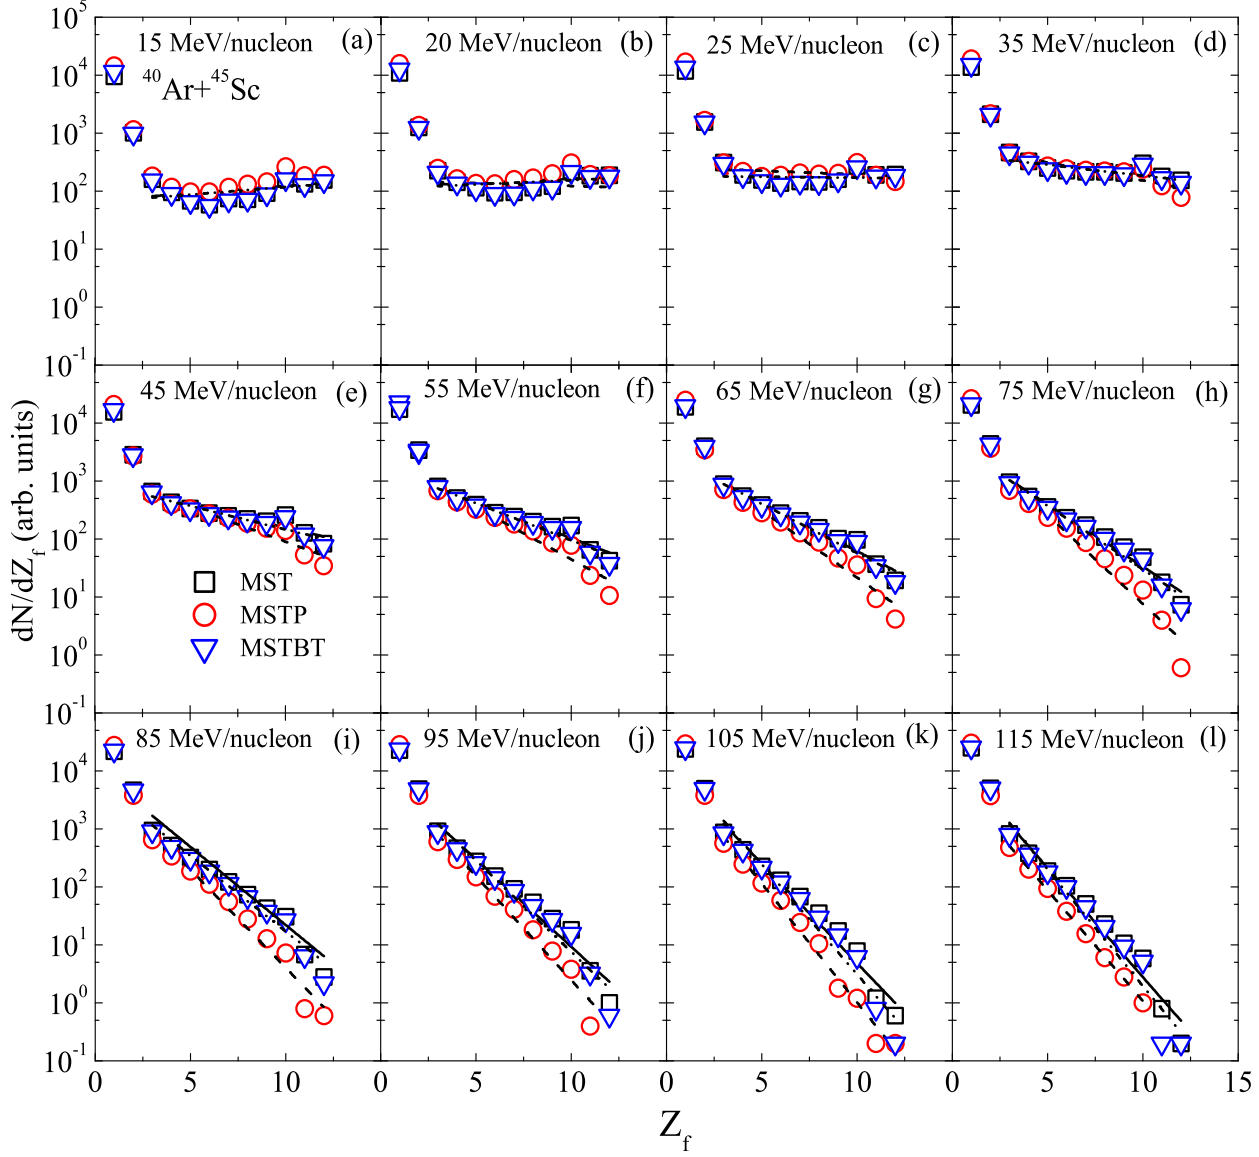 10^5
10^4
10^3
10^2
10^1
10^0
10^-1
15 MeV/nucleon (a)
^40Ar+^45Sc
20 MeV/nucleon (b)
25 MeV/nucleon (c)
35 MeV/nucleon (d)
dN/dZ_f (arb. units)
10^4
10^3
10^2
10^1
10^0
10^-1
45 MeV/nucleon (e)
MST
MSTP
MSTBT
55 MeV/nucleon (f)
65 MeV/nucleon (g)
75 MeV/nucleon (h)
10^4
10^3
10^2
10^1
10^0
10^-1
85 MeV/nucleon (i)
95 MeV/nucleon (j)
105 MeV/nucleon (k)
115 MeV/nucleon (l)
0 5 10 0 5 10 0 5 10 0 5 10 15
Z_f